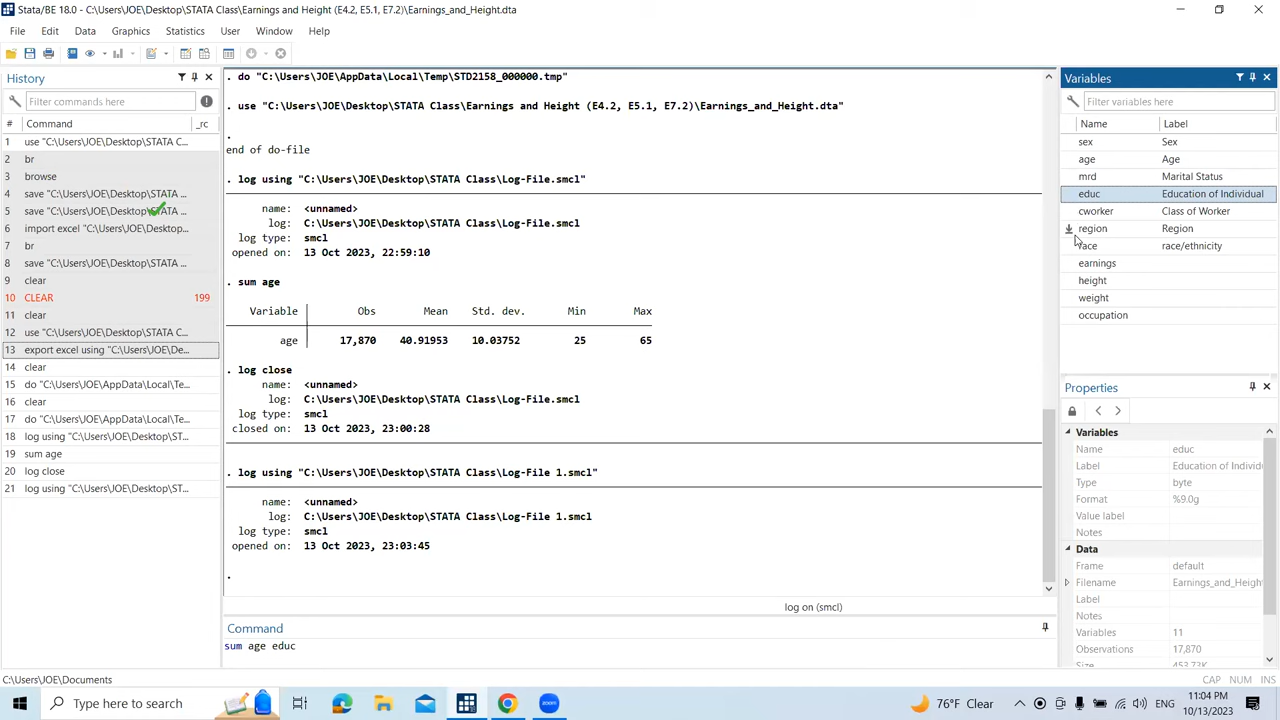 Stata/BE 18.0 - C:\Users\JOE\Desktop\STATA Class\Earnings and Height (E4.2, E5.1, E7.2)\Earnings_and_Height.dta
File Edit Data Graphics Statistics User Window Help
History
Filter commands here
# Command _rc
1 use "C:\Users\JOE\Desktop\STATA C...
2 br
3 browse
4 save "C:\Users\JOE\Desktop\STATA ...
5 save "C:\Users\JOE\Desktop\STATA ...
6 import excel "C:\Users\JOE\Desktop...
7 br
8 save "C:\Users\JOE\Desktop\STATA ...
9 clear
10 CLEAR 199
11 clear
12 use "C:\Users\JOE\Desktop\STATA C...
13 export excel using "C:\Users\JOE\De...
14 clear
15 do "C:\Users\JOE\AppData\Local\Te...
16 clear
17 do "C:\Users\JOE\AppData\Local\Te...
18 log using "C:\Users\JOE\Desktop\ST...
19 sum age
20 log close
21 log using "C:\Users\JOE\Desktop\ST...
. do "C:\Users\JOE\AppData\Local\Temp\STD2158_000000.tmp"
. use "C:\Users\JOE\Desktop\STATA Class\Earnings and Height (E4.2, E5.1, E7.2)\Earnings_and_Height.dta"
.
end of do-file
. log using "C:\Users\JOE\Desktop\STATA Class\Log-File.smcl"
name: <unnamed>
log: C:\Users\JOE\Desktop\STATA Class\Log-File.smcl
log type: smcl
opened on: 13 Oct 2023, 22:59:10
. sum age
Variable Obs Mean Std. dev. Min Max
age 17,870 40.91953 10.03752 25 65
. log close
name: <unnamed>
log: C:\Users\JOE\Desktop\STATA Class\Log-File.smcl
log type: smcl
closed on: 13 Oct 2023, 23:00:28
. log using "C:\Users\JOE\Desktop\STATA Class\Log-File 1.smcl"
name: <unnamed>
log: C:\Users\JOE\Desktop\STATA Class\Log-File 1.smcl
log type: smcl
opened on: 13 Oct 2023, 23:03:45
.
log on (smcl)
Command
sum age educ
Variables
Filter variables here
Name Label
sex Sex
age Age
mrd Marital Status
educ Education of Individual
cworker Class of Worker
region Region
race race/ethnicity
earnings
height
weight
occupation
Properties
Variables
Name educ
Label Education of Individu
Type byte
Format %9.0g
Value label
Notes
Data
Frame default
Filename Earnings_and_Height
Label
Notes
Variables 11
Observations 17,870
Size 453.73K
C:\Users\JOE\Documents
CAP NUM INS
Type here to search
zoom
76°F Clear
ENG
11:04 PM
10/13/2023